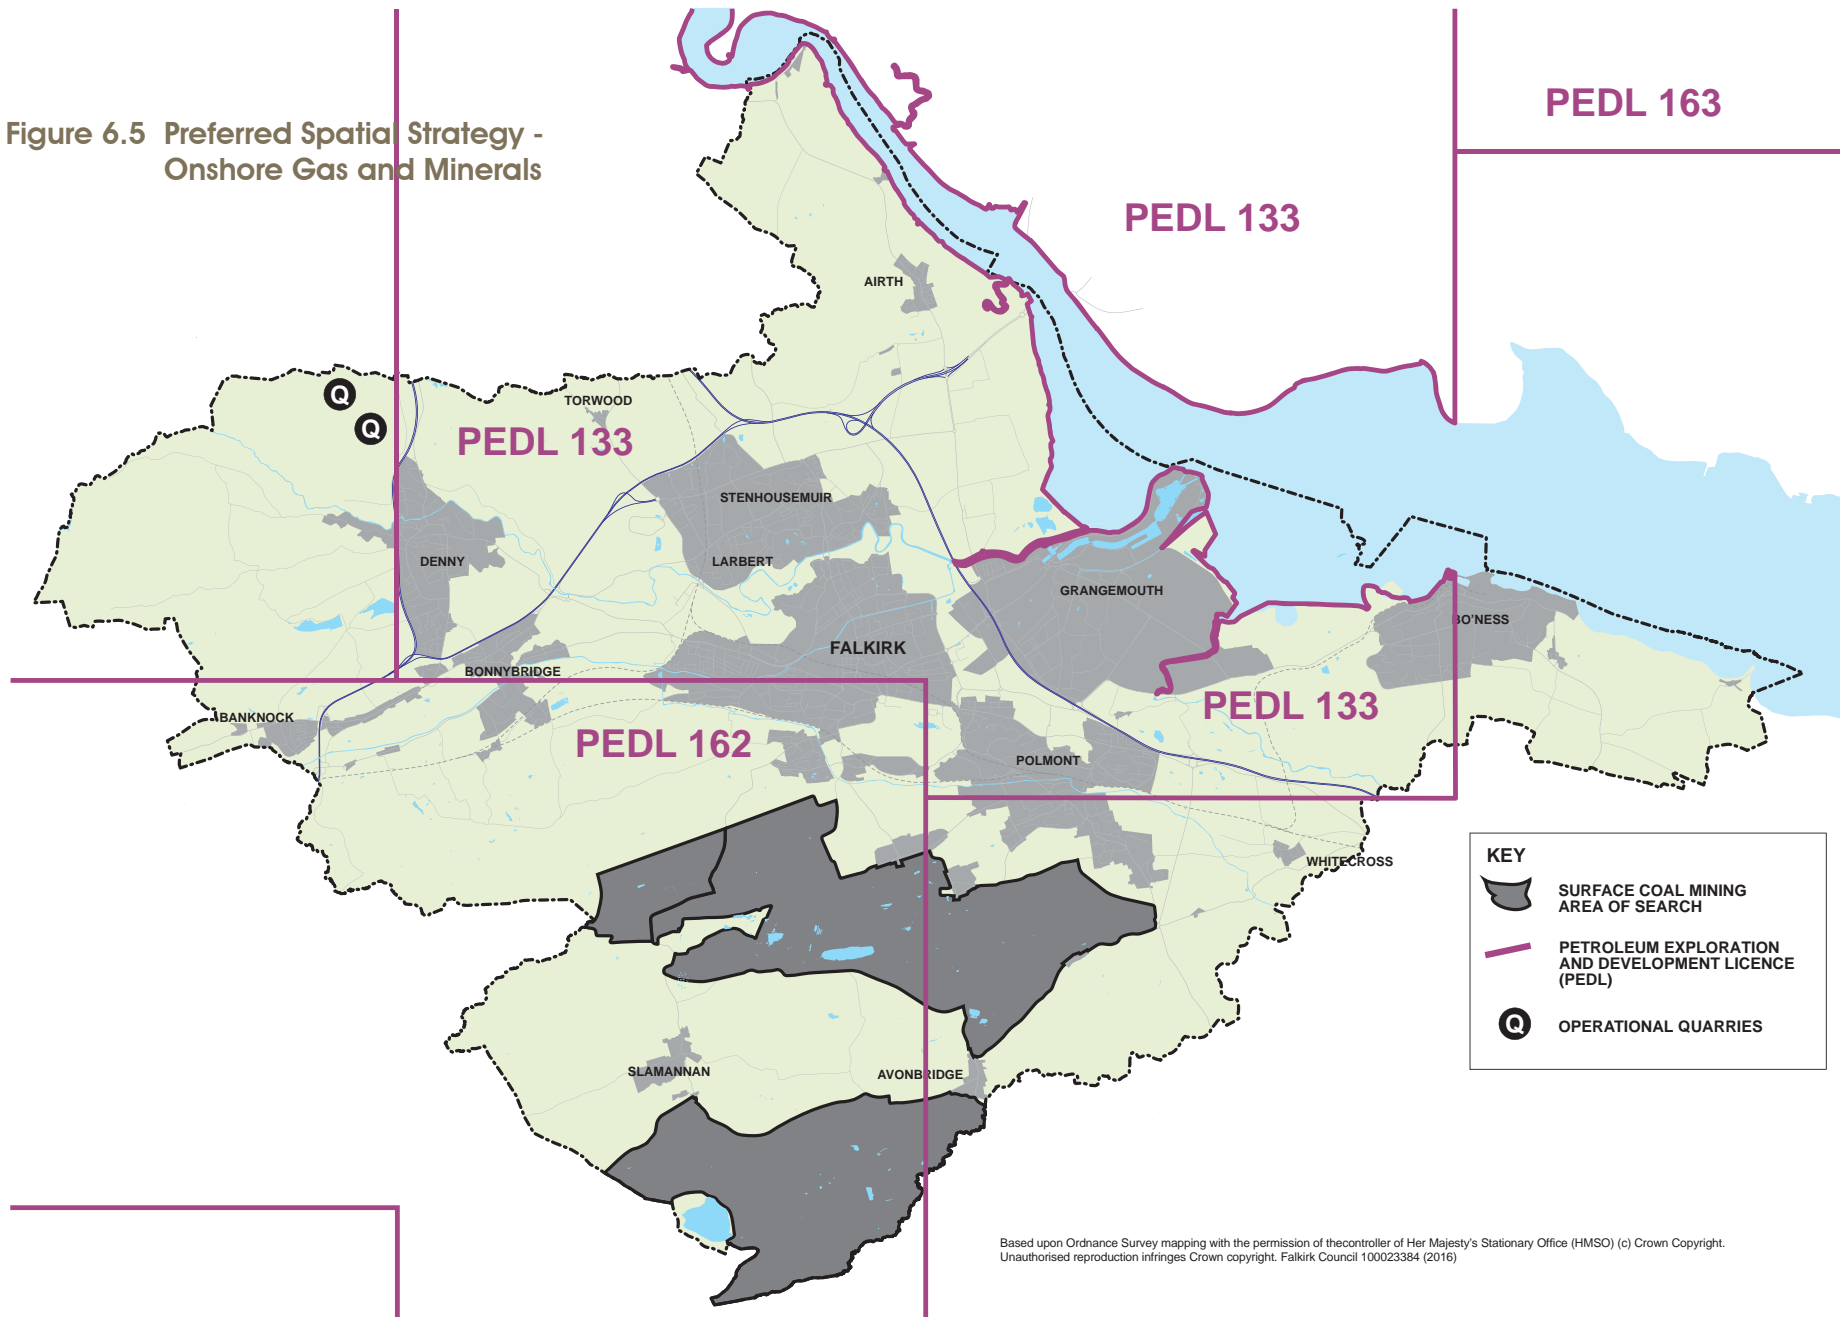 Figure 6.5 Preferred Spatial Strategy -
Onshore Gas and Minerals
PEDL 163
PEDL 133
AIRTH
Q
Q
TORWOOD
PEDL 133
STENHOUSEMUIR
DENNY
LARBERT
GRANGEMOUTH
BO'NESS
FALKIRK
BONNYBRIDGE
PEDL 133
BANKNOCK
PEDL 162
POLMONT
WHITECROSS
SLAMANNAN
AVONBRIDGE
KEY
SURFACE COAL MINING
AREA OF SEARCH
PETROLEUM EXPLORATION
AND DEVELOPMENT LICENCE
(PEDL)
Q
OPERATIONAL QUARRIES
Based upon Ordnance Survey mapping with the permission of thecontroller of Her Majesty's Stationary Office (HMSO) (c) Crown Copyright.
Unauthorised reproduction infringes Crown copyright. Falkirk Council 100023384 (2016)